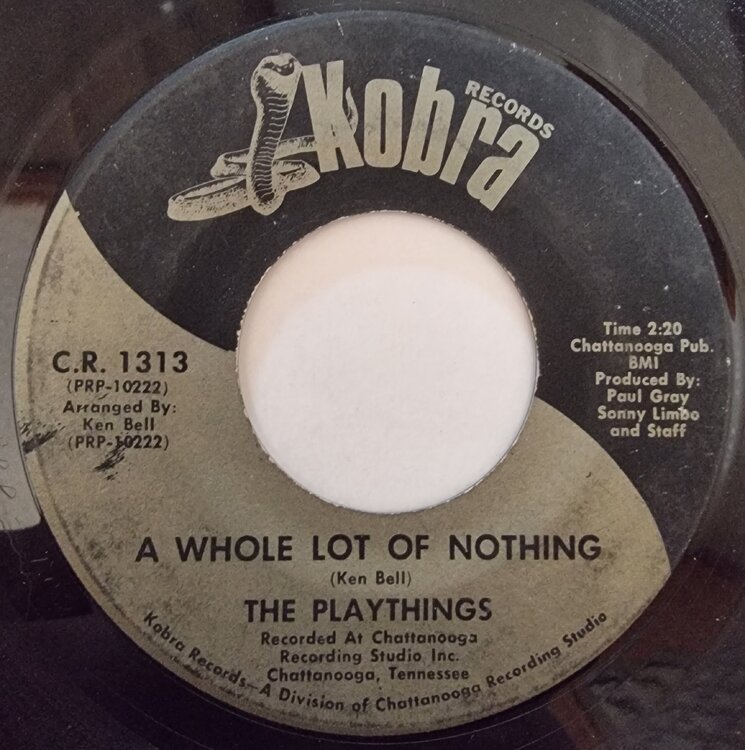 Kobra
RECORDS
C.R. 1313
(PRP-10222)
Arranged By:
Ken Bell
(PRP-10222)
Time 2:20
Chattanooga Pub.
BMI
Produced By:
Paul Gray
Sonny Limbo
and Staff
A WHOLE LOT OF NOTHING
(Ken Bell)
THE PLAYTHINGS
Recorded At Chattanooga
Recording Studio Inc.
Chattanooga, Tennessee
Kobra Records—A Division of Chattanooga Recording Studio